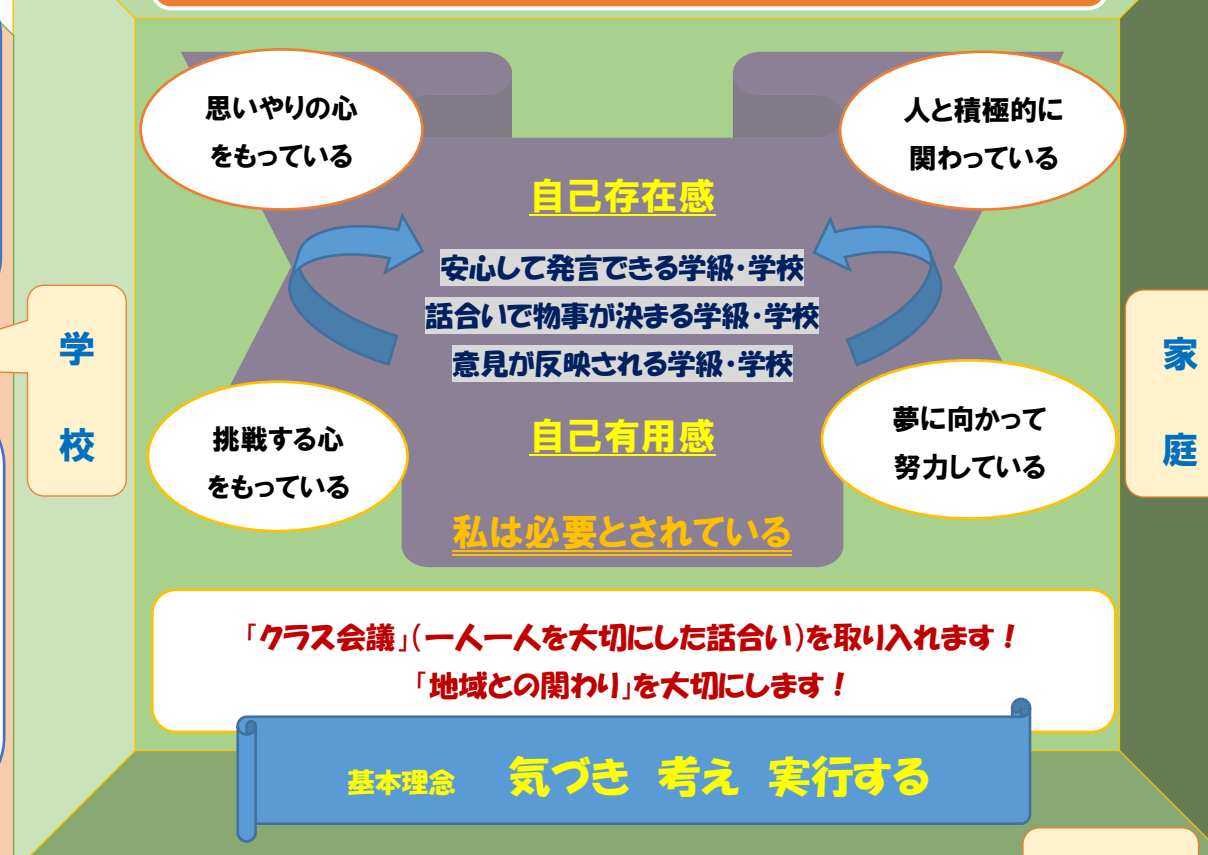 思いやりの心
をもっている
人と積極的に
関わっている
自己存在感
安心して発言できる学級・学校
話合いで物事が決まる学級・学校
意見が反映される学級・学校
学
校
家
庭
挑戦する心
をもっている
自己有用感
夢に向かって
努力している
私は必要とされている
「クラス会議」(一人一人を大切にした話合い)を取り入れます！
「地域との関わり」を大切にします！
基本理念 気づき 考え 実行する